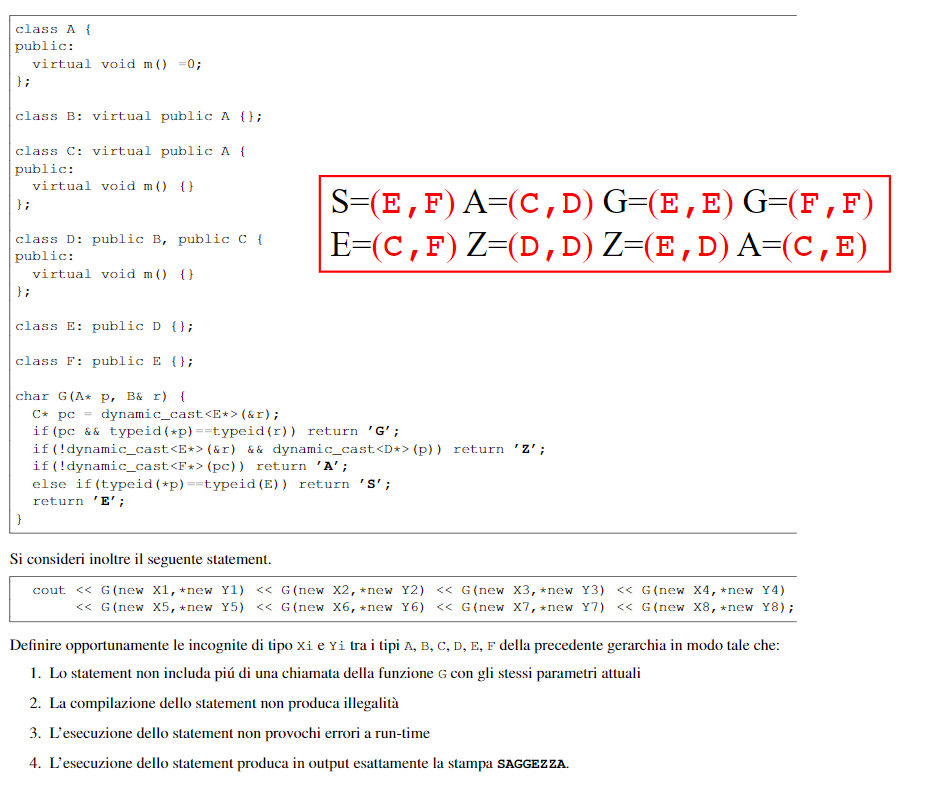 class A {
public:
  virtual void m() =0;
};
class B: virtual public A {};
class C: virtual public A {
public:
  virtual void m() {}
};
class D: public B, public C {
public:
  virtual void m() {}
};
class E: public D {};
class F: public E {};
S=(E,F) A=(C,D) G=(E,E) G=(F,F)
E=(C,F) Z=(D,D) Z=(E,D) A=(C,E)
char G(A* p, B& r) {
  C* pc = dynamic_cast<E*>(&r);
  if(pc && typeid(*p)==typeid(r)) return 'G';
  if(!dynamic_cast<E*>(&r) && dynamic_cast<D*>(p)) return 'Z';
  if(!dynamic_cast<F*>(pc)) return 'A';
  else if(typeid(*p)==typeid(E)) return 'S';
  return 'E';
}
Si consideri inoltre il seguente statement.
cout << G(new X1,*new Y1) << G(new X2,*new Y2) << G(new X3,*new Y3) << G(new X4,*new Y4)
     << G(new X5,*new Y5) << G(new X6,*new Y6) << G(new X7,*new Y7) << G(new X8,*new Y8);
Definire opportunamente le incognite di tipo Xi e Yi tra i tipi A, B, C, D, E, F della precedente gerarchia in modo tale che:
1. Lo statement non includa piú di una chiamata della funzione G con gli stessi parametri attuali
2. La compilazione dello statement non produca illegalità
3. L'esecuzione dello statement non provochi errori a run-time
4. L'esecuzione dello statement produca in output esattamente la stampa SAGGEZZA.